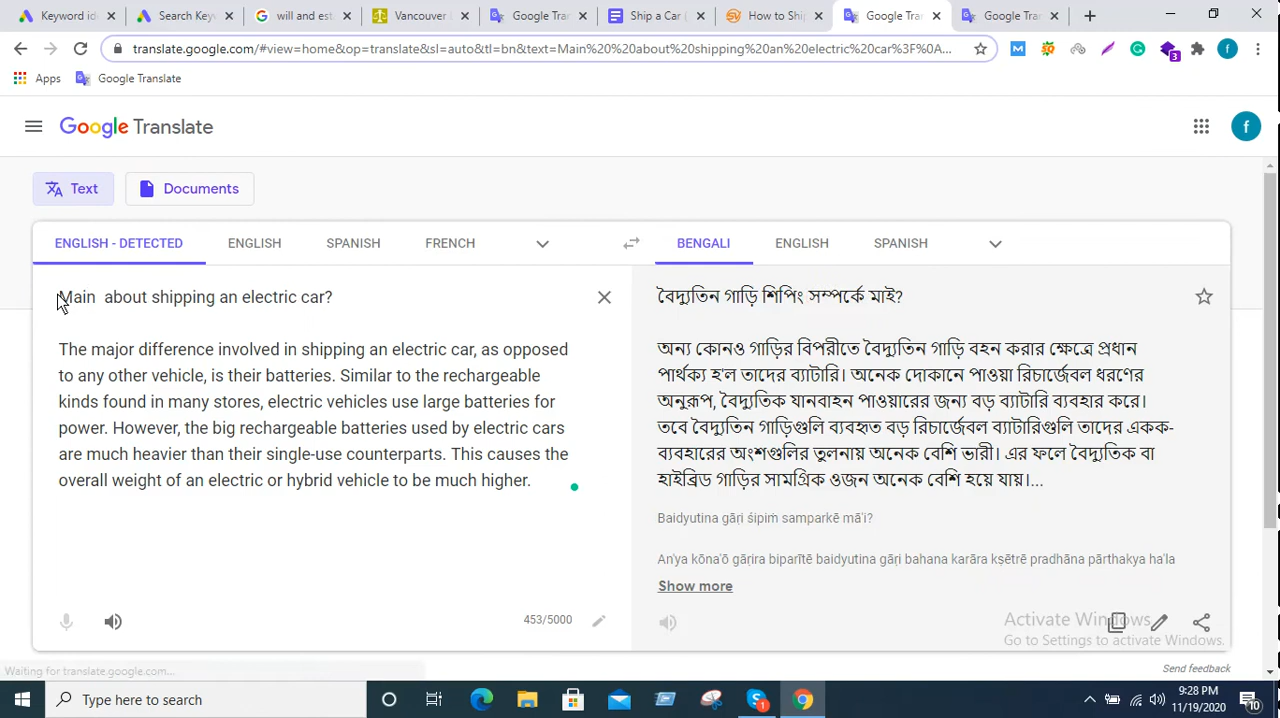 Keyword id
Search Key
will and est
Vancouver
Google Tra
Ship a Car (
How to Shi
Google Tra
Google Tra
translate.google.com/#view=home&op=translate&sl=auto&tl=bn&text=Main%20%20about%20shipping%20an%20electric%20car%3F%0A...
3
f
Apps
Google Translate
Google Translate
f
Text
Documents
ENGLISH - DETECTED
ENGLISH
SPANISH
FRENCH
BENGALI
ENGLISH
SPANISH
Main about shipping an electric car?
The major difference involved in shipping an electric car, as opposed
to any other vehicle, is their batteries. Similar to the rechargeable
kinds found in many stores, electric vehicles use large batteries for
power. However, the big rechargeable batteries used by electric cars
are much heavier than their single-use counterparts. This causes the
overall weight of an electric or hybrid vehicle to be much higher.
453/5000
বৈদ্যুতিন গাড়ি শিপিং সম্পর্কে মাই?
অন্য কোনও গাড়ির বিপরীতে বৈদ্যুতিন গাড়ি বহন করার ক্ষেত্রে প্রধান
পার্থক্য হ'ল তাদের ব্যাটারি। অনেক দোকানে পাওয়া রিচার্জেবল ধরণের
অনুরূপ, বৈদ্যুতিক যানবাহন পাওয়ারের জন্য বড় ব্যাটারি ব্যবহার করে।
তবে বৈদ্যুতিন গাড়িগুলি ব্যবহৃত বড় রিচার্জেবল ব্যাটারিগুলি তাদের একক-
ব্যবহারের অংশগুলির তুলনায় অনেক বেশি ভারী। এর ফলে বৈদ্যুতিক বা
হাইব্রিড গাড়ির সামগ্রিক ওজন অনেক বেশি হয়ে যায়।...
Baidyutina gāṛi śipiṁ samparkē mā'i?
An'ya kōna'ō gāṛira biparītē baidyutina gāṛi bahana karāra kṣētrē pradhāna pārthakya ha'la
Show more
Activate Windows
Go to Settings to activate Windows.
Send feedback
Waiting for translate.google.com...
Type here to search
1
9:28 PM
11/19/2020
10